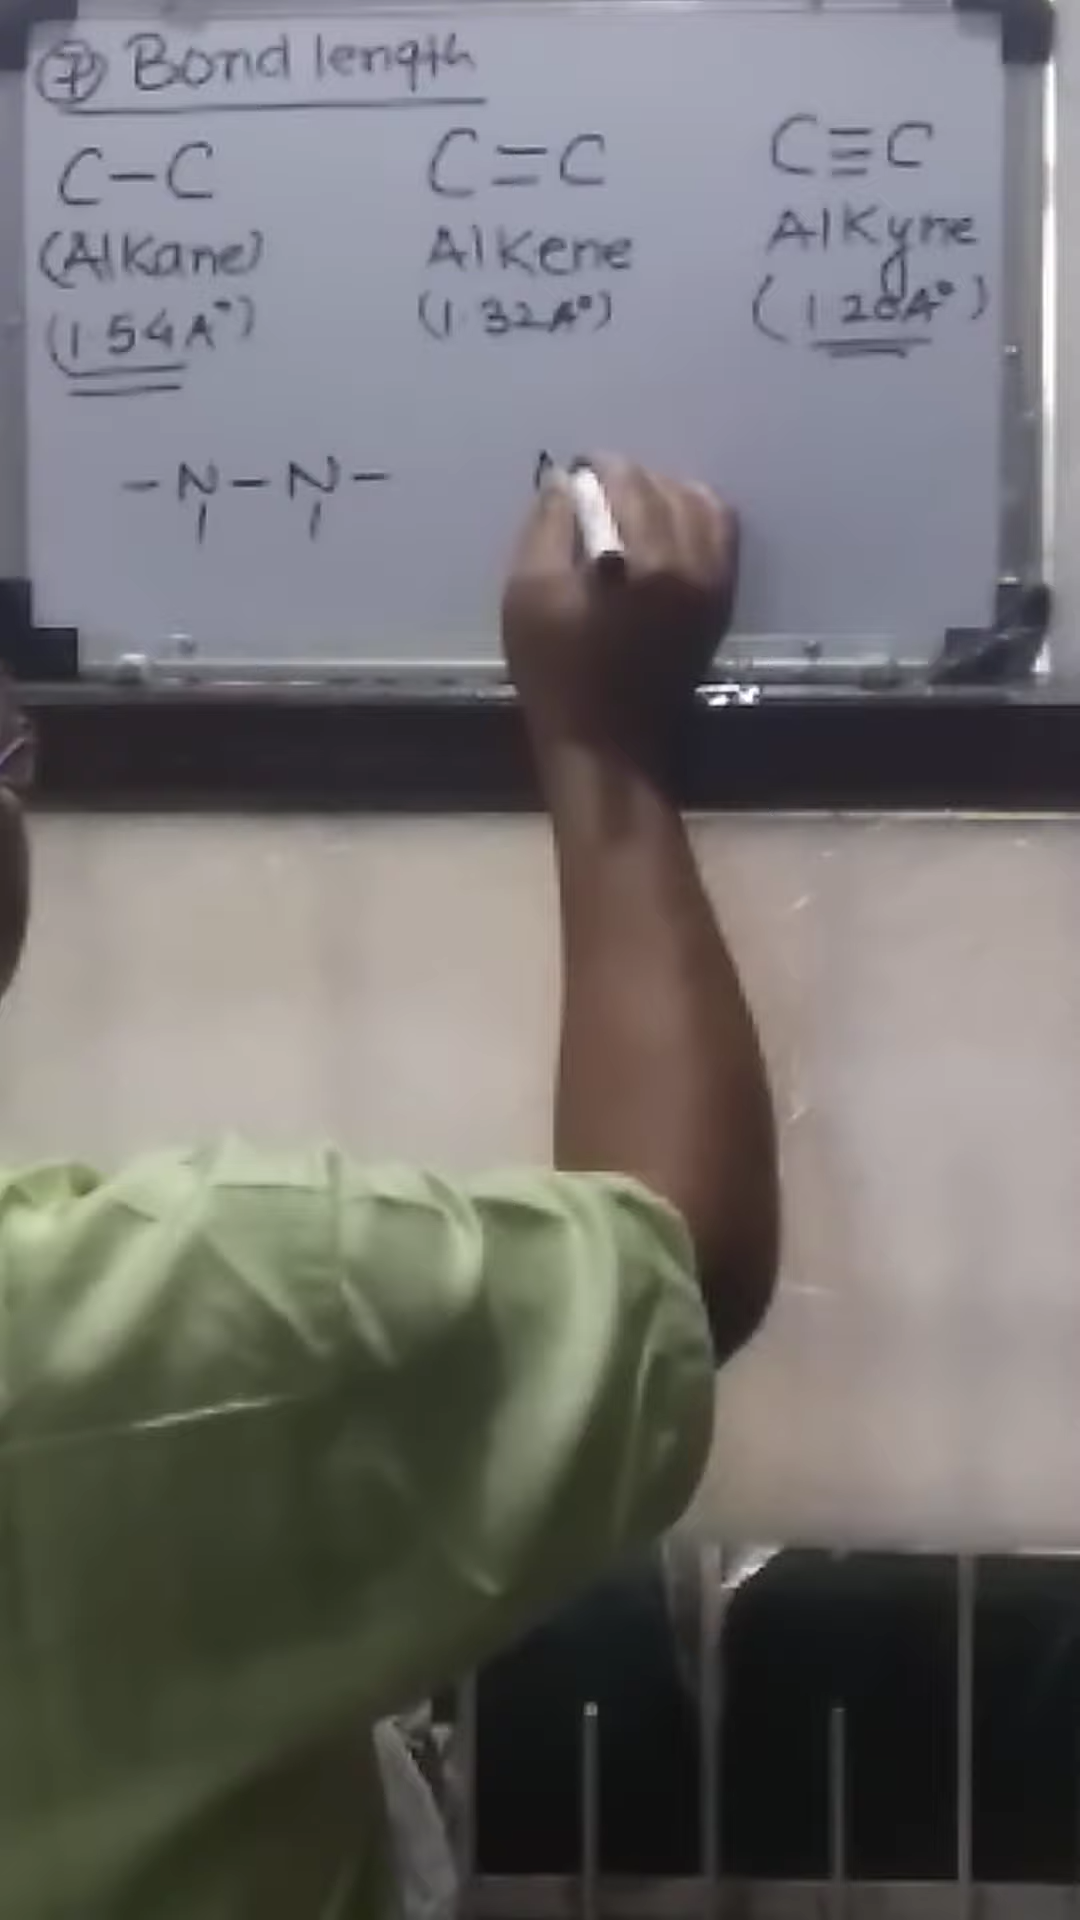 ⑦ Bond length
C-C C=C C≡C
(Alkane) Alkene Alkyne
(1.54A°) (1.32A°) (1.20A°)
-N-N- N